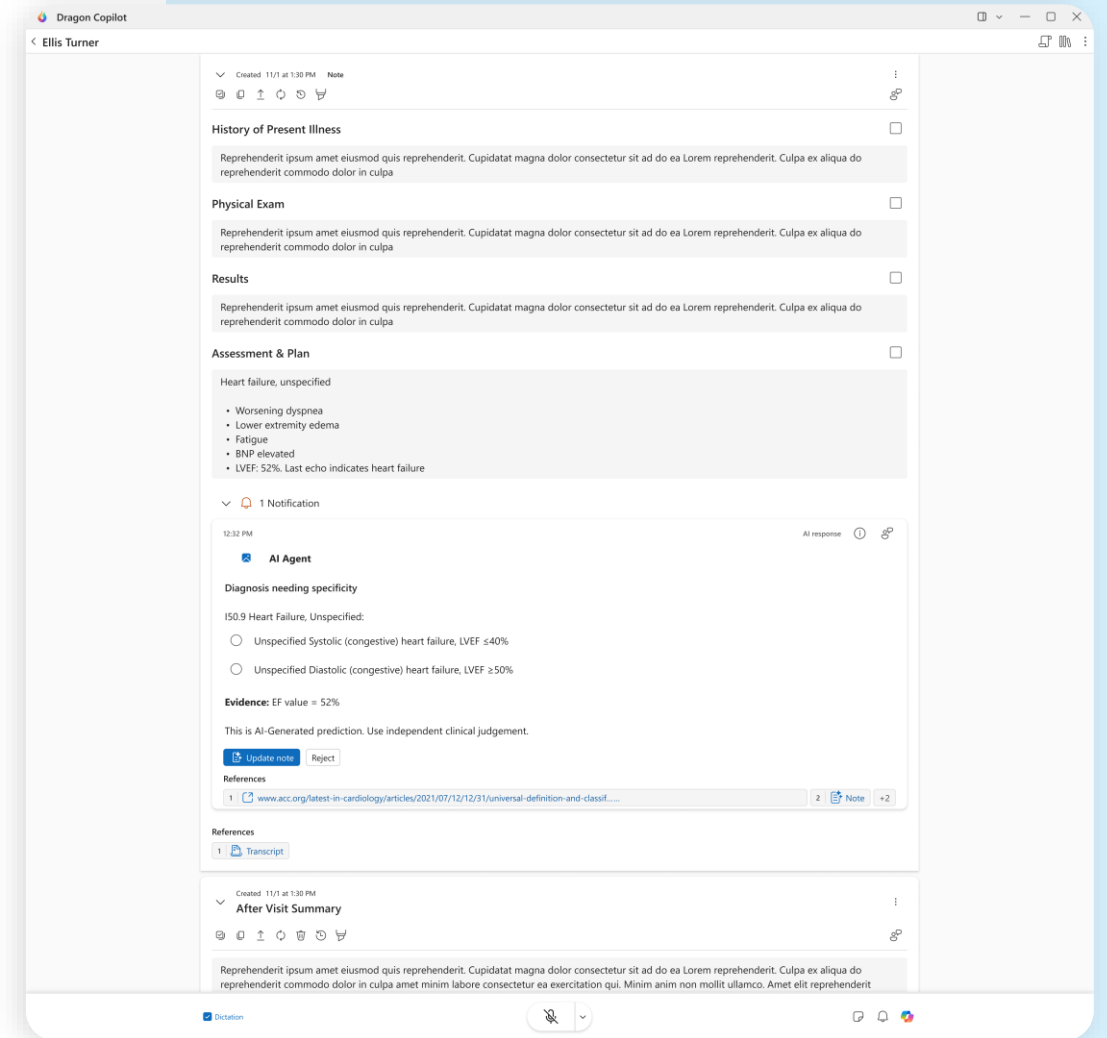 Dragon Copilot
Ellis Turner
Created 11/1 at 1:30 PM Note
History of Present Illness
Reprehenderit ipsum amet eiusmod quis reprehenderit. Cupidatat magna dolor consectetur sit ad do ea Lorem reprehenderit. Culpa ex aliqua do
reprehenderit commodo dolor in culpa
Physical Exam
Reprehenderit ipsum amet eiusmod quis reprehenderit. Cupidatat magna dolor consectetur sit ad do ea Lorem reprehenderit. Culpa ex aliqua do
reprehenderit commodo dolor in culpa
Results
Reprehenderit ipsum amet eiusmod quis reprehenderit. Cupidatat magna dolor consectetur sit ad do ea Lorem reprehenderit. Culpa ex aliqua do
reprehenderit commodo dolor in culpa
Assessment & Plan
Heart failure, unspecified
• Worsening dyspnea
• Lower extremity edema
• Fatigue
• BNP elevated
• LVEF: 52%. Last echo indicates heart failure
1 Notification
12:32 PM AI response
AI Agent
Diagnosis needing specificity
I50.9 Heart Failure, Unspecified:
Unspecified Systolic (congestive) heart failure, LVEF ≤40%
Unspecified Diastolic (congestive) heart failure, LVEF ≥50%
Evidence: EF value = 52%
This is AI-Generated prediction. Use independent clinical judgement.
Update note Reject
References
1 www.acc.org/latest-in-cardiology/articles/2021/07/12/12/31/universal-definition-and-classif...... 2 Note +2
References
1 Transcript
Created 11/1 at 1:30 PM
After Visit Summary
Reprehenderit ipsum amet eiusmod quis reprehenderit. Cupidatat magna dolor consectetur sit ad do ea Lorem reprehenderit. Culpa ex aliqua do
reprehenderit commodo dolor in culpa amet minim labore consectetur ea exercitation qui. Minim anim non mollit ullamco. Amet elit reprehenderit
Dictation